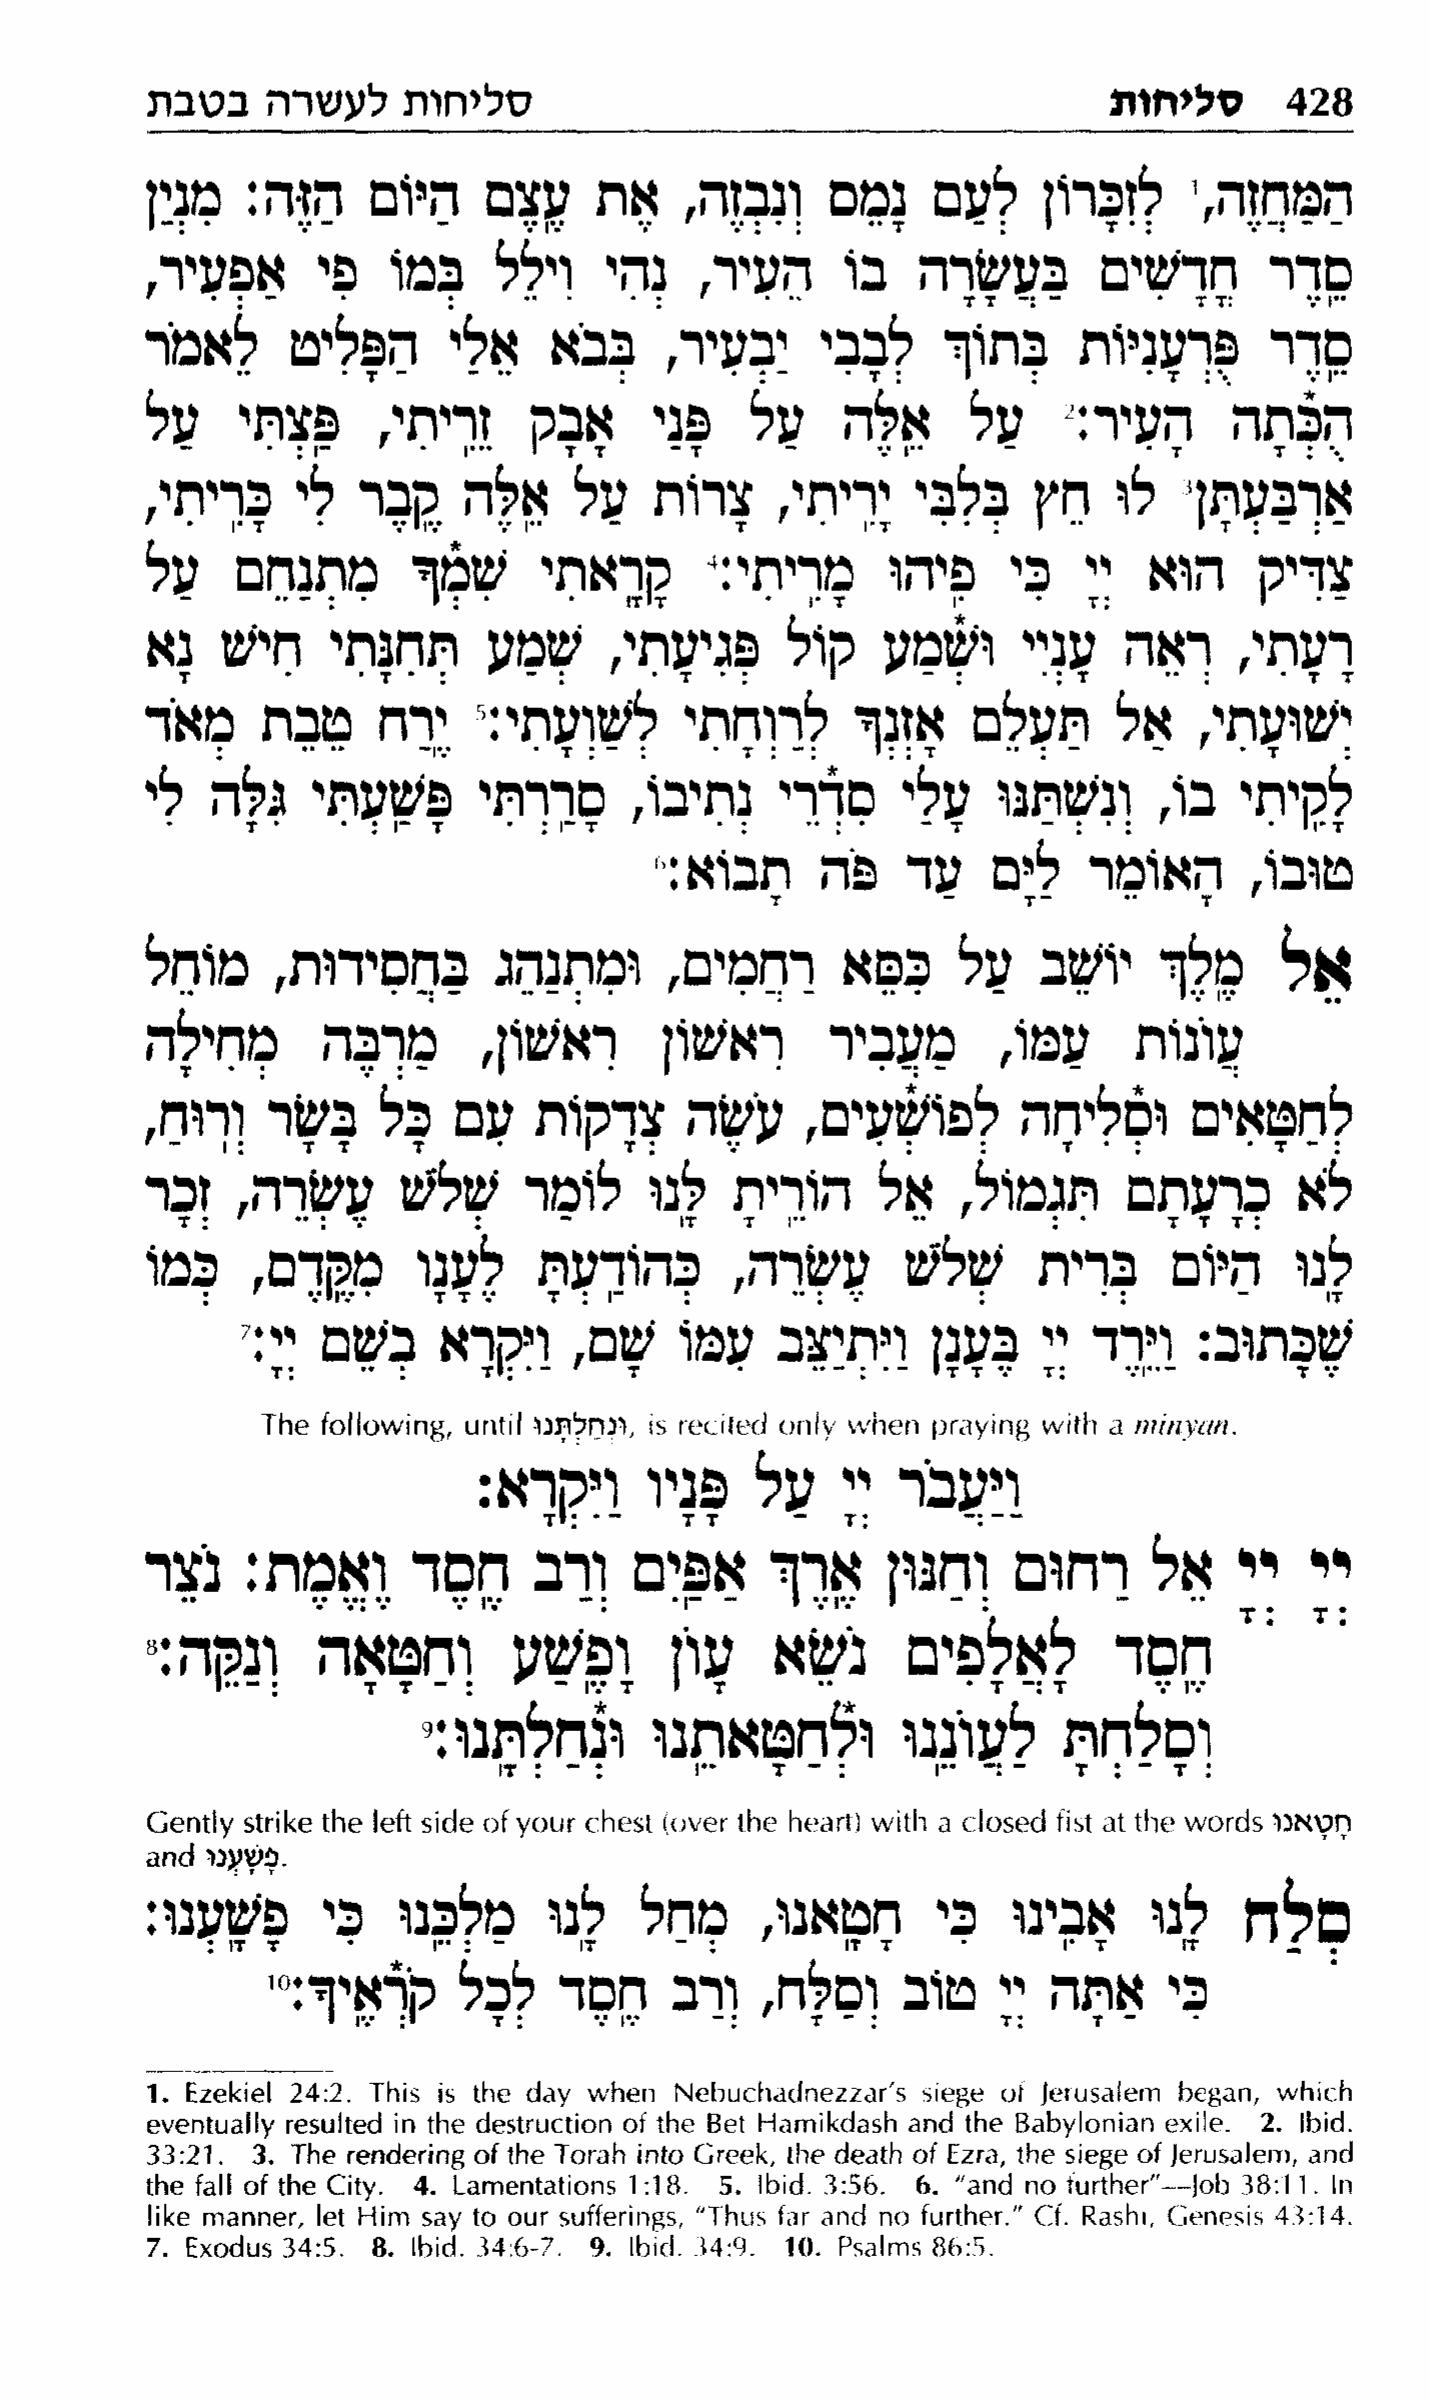 428 סליחות סליחות לעשרה בטבת
הַמַּחֲזֶה,¹ לְזִכָּרוֹן לְעַם נָמֵס וְנִבְזֶה, אֶת עֶצֶם הַיּוֹם הַזֶּה: מִנְיַן
סֵדֶר חֳדָשִׁים בַּעֲשָׂרָה בוֹ הֵעִיר, נְהִי וִילֵל בְּמוֹ פִי אַפְעִיר,
סֵדֶר פֻּרְעָנִיּוֹת בְּתוֹךְ לְבָבִי יַבְעִיר, בְּבֹא אֵלַי הַפָּלִיט לֵאמֹר
הֻכְּ֯תָה הָעִיר:² עַל אֵלֶּה עַל פָּנַי אָבָק זֵרִיתִי, פַּצְתִּי עַל
אַרְבַּעְתָּן³ לוּ חֵץ בְּלִבִּי יָרִיתִי, צָרוֹת עַל אֵלֶּה קֶבֶר לִי כָּרִיתִי,
צַדִּיק הוּא יְיָ כִּי פִיהוּ מָרִיתִי:⁴ קָרָאתִי שִׁמְ֯ךָ מִתְנַחֵם עַל
רָעָתִי, רְאֵה עָנְיִי וּשְׁ֯מַע קוֹל פְּגִיעָתִי, שְׁמַע תְּחִנָּתִי חִישׁ נָא
יְשׁוּעָתִי, אַל תַּעְלֵם אָזְנְךָ לְרַוְחָתִי לְשַׁוְעָתִי:⁵ יֶרַח טֵבֵת מְאֹד
לָקִיתִי בוֹ, וְנִשְׁתַּנּוּ עָלַי סִדְ֯רֵי נְתִיבוֹ, סָרַרְתִּי פָּשַׁעְתִּי גִּלָּה לִי
טוּבוֹ, הָאוֹמֵר לַיָּם עַד פֹּה תָבוֹא:⁶
אֵל מֶלֶךְ יוֹשֵׁב עַל כִּסֵּא רַחֲמִים, וּמִתְנַהֵג בַּחֲסִידוּת, מוֹחֵל
עֲוֹנוֹת עַמּוֹ, מַעֲבִיר רִאשׁוֹן רִאשׁוֹן, מַרְבֶּה מְחִילָה
לְחַטָּאִים וּסְ֯לִיחָה לְפוֹשְׁ֯עִים, עֹשֶׂה צְדָקוֹת עִם כָּל בָּשָׂר וְרוּחַ,
לֹא כְרָעָתָם תִּגְמוֹל, אֵל הוֹרֵיתָ לָּנוּ לוֹמַר שְׁלֹשׁ עֶשְׂרֵה, זְכָר
לָנוּ הַיּוֹם בְּרִית שְׁלֹשׁ עֶשְׂרֵה, כְּהוֹדַעְתָּ לֶעָנָו מִקֶּדֶם, כְּמוֹ
שֶׁכָּתוּב: וַיֵּרֶד יְיָ בֶּעָנָן וַיִּתְיַצֵּב עִמּוֹ שָׁם, וַיִּקְרָא בְשֵׁם יְיָ:⁷
The following, until וּנְחַלְתָּנוּ, is recited only when praying with a minyan.
וַיַּעֲבֹר יְיָ עַל פָּנָיו וַיִּקְרָא:
יְיָ יְיָ אֵל רַחוּם וְחַנּוּן אֶרֶךְ אַפַּיִם וְרַב חֶסֶד וֶאֱמֶת: נֹצֵר
חֶסֶד לָאֲלָפִים נֹשֵׂא עָוֹן וָפֶשַׁע וְחַטָּאָה וְנַקֵּה:⁸
וְסָלַחְתָּ לַעֲוֹנֵנוּ וּלְ֯חַטָּאתֵנוּ וּנְ֯חַלְתָּנוּ:⁹
Gently strike the left side of your chest (over the heart) with a closed fist at the words חָטָאנוּ
and פָשָׁעְנוּ.
סְלַח לָנוּ אָבִינוּ כִּי חָטָאנוּ, מְחַל לָנוּ מַלְכֵּנוּ כִּי פָשָׁעְנוּ:
כִּי אַתָּה יְיָ טוֹב וְסַלָּח, וְרַב חֶסֶד לְכָל קֹרְ֯אֶיךָ:¹⁰
1. Ezekiel 24:2. This is the day when Nebuchadnezzar's siege of Jerusalem began, which
eventually resulted in the destruction of the Bet Hamikdash and the Babylonian exile. 2. Ibid.
33:21. 3. The rendering of the Torah into Greek, the death of Ezra, the siege of Jerusalem, and
the fall of the City. 4. Lamentations 1:18. 5. Ibid. 3:56. 6. "and no further"—Job 38:11. In
like manner, let Him say to our sufferings, "Thus far and no further." Cf. Rashi, Genesis 43:14.
7. Exodus 34:5. 8. Ibid. 34:6-7. 9. Ibid. 34:9. 10. Psalms 86:5.